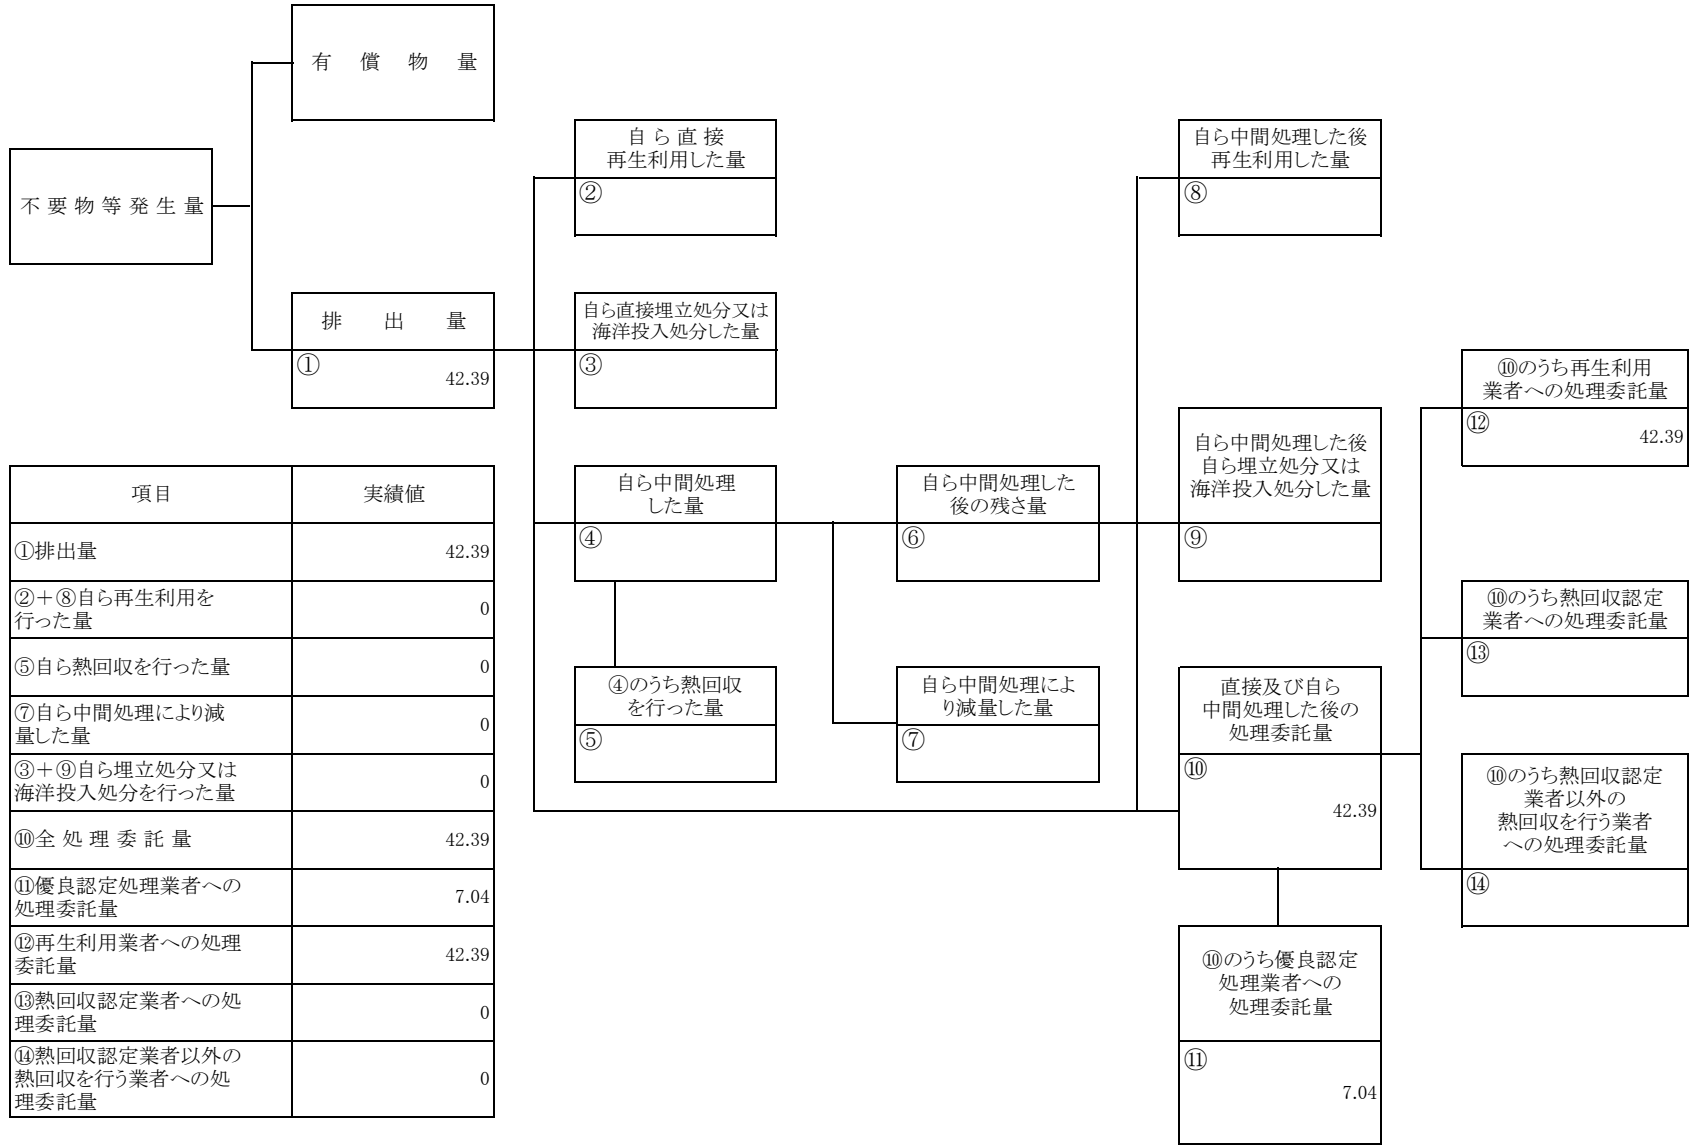 有償物量
不要物等発生量
排出量
①
42.39
自ら直接
再生利用した量
②
自ら直接埋立処分又は
海洋投入処分した量
③
自ら中間処理
した量
④
④のうち熱回収
を行った量
⑤
自ら中間処理した
後の残さ量
⑥
自ら中間処理によ
り減量した量
⑦
自ら中間処理した後
再生利用した量
⑧
自ら中間処理した後
自ら埋立処分又は
海洋投入処分した量
⑨
直接及び自ら
中間処理した後の
処理委託量
⑩
42.39
⑩のうち優良認定
処理業者への
処理委託量
⑪
7.04
⑩のうち再生利用
業者への処理委託量
⑫
42.39
⑩のうち熱回収認定
業者への処理委託量
⑬
⑩のうち熱回収認定
業者以外の
熱回収を行う業者
への処理委託量
⑭
項目 実績値
①排出量 42.39
②＋⑧自ら再生利用を
行った量 0
⑤自ら熱回収を行った量 0
⑦自ら中間処理により減
量した量 0
③＋⑨自ら埋立処分又は
海洋投入処分を行った量 0
⑩全処理委託量 42.39
⑪優良認定処理業者への
処理委託量 7.04
⑫再生利用業者への処理
委託量 42.39
⑬熱回収認定業者への処
理委託量 0
⑭熱回収認定業者以外の
熱回収を行う業者への処
理委託量 0